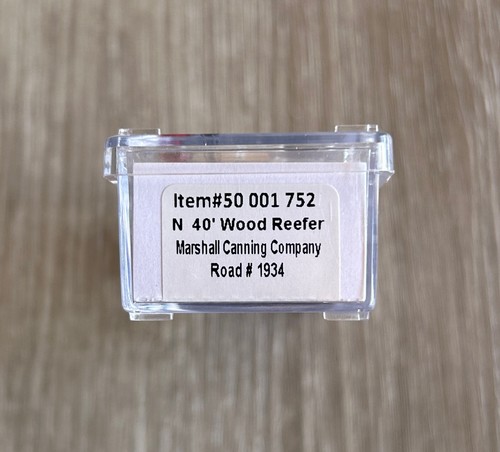 Item#50 001 752
N 40' Wood Reefer
Marshall Canning Company
Road # 1934